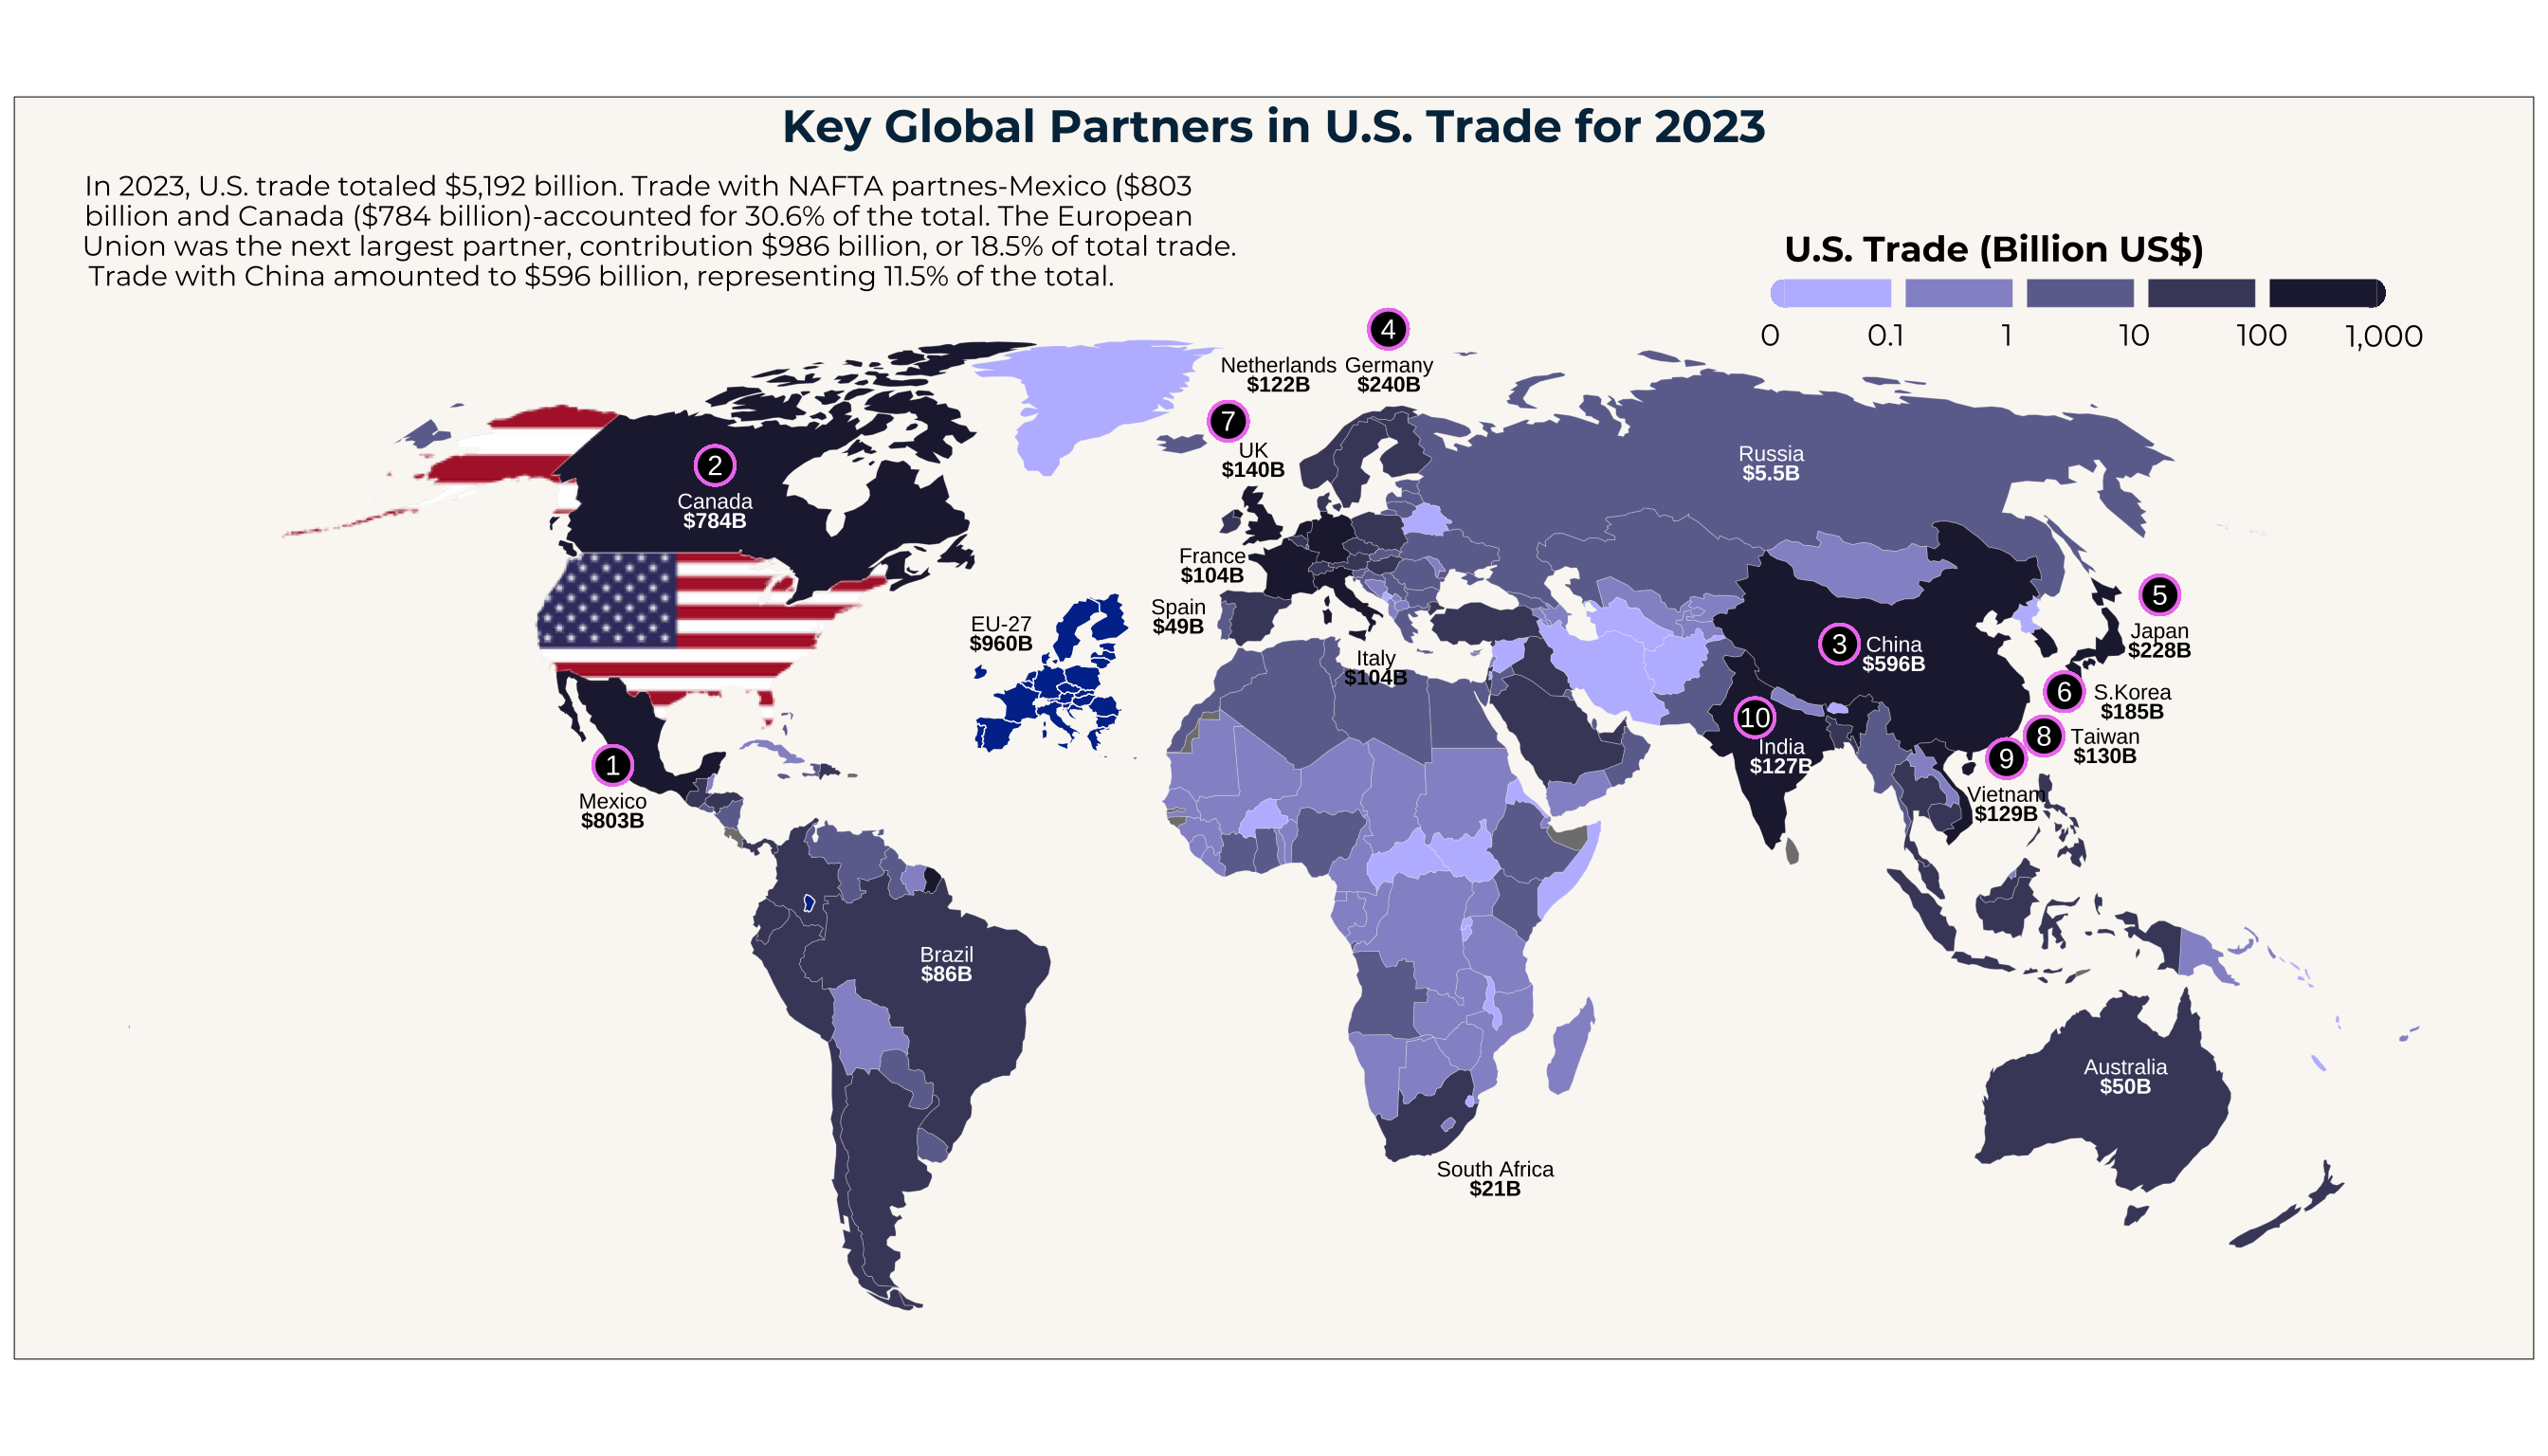 Key Global Partners in U.S. Trade for 2023
In 2023, U.S. trade totaled $5,192 billion. Trade with NAFTA partnes-Mexico ($803
billion and Canada ($784 billion)-accounted for 30.6% of the total. The European
Union was the next largest partner, contribution $986 billion, or 18.5% of total trade.
Trade with China amounted to $596 billion, representing 11.5% of the total.
U.S. Trade (Billion US$)
0 0.1 1 10 100 1,000
4
Netherlands
$122B
Germany
$240B
7
UK
$140B
2
Canada
$784B
Russia
$5.5B
France
$104B
Spain
$49B
EU-27
$960B
5
Japan
$228B
3
China
$596B
Italy
$104B
6
S.Korea
$185B
10
India
$127B
8
Taiwan
$130B
9
Vietnam
$129B
1
Mexico
$803B
Brazil
$86B
Australia
$50B
South Africa
$21B